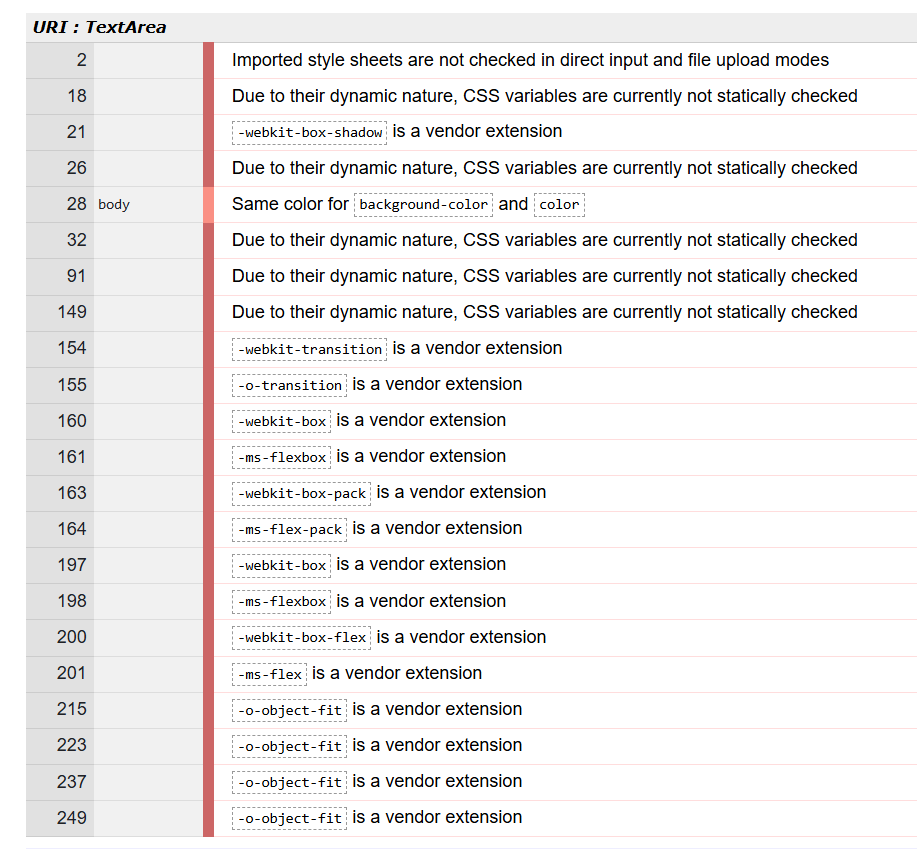 URI : TextArea
2 Imported style sheets are not checked in direct input and file upload modes
18 Due to their dynamic nature, CSS variables are currently not statically checked
21 -webkit-box-shadow is a vendor extension
26 Due to their dynamic nature, CSS variables are currently not statically checked
28 body Same color for background-color and color
32 Due to their dynamic nature, CSS variables are currently not statically checked
91 Due to their dynamic nature, CSS variables are currently not statically checked
149 Due to their dynamic nature, CSS variables are currently not statically checked
154 -webkit-transition is a vendor extension
155 -o-transition is a vendor extension
160 -webkit-box is a vendor extension
161 -ms-flexbox is a vendor extension
163 -webkit-box-pack is a vendor extension
164 -ms-flex-pack is a vendor extension
197 -webkit-box is a vendor extension
198 -ms-flexbox is a vendor extension
200 -webkit-box-flex is a vendor extension
201 -ms-flex is a vendor extension
215 -o-object-fit is a vendor extension
223 -o-object-fit is a vendor extension
237 -o-object-fit is a vendor extension
249 -o-object-fit is a vendor extension